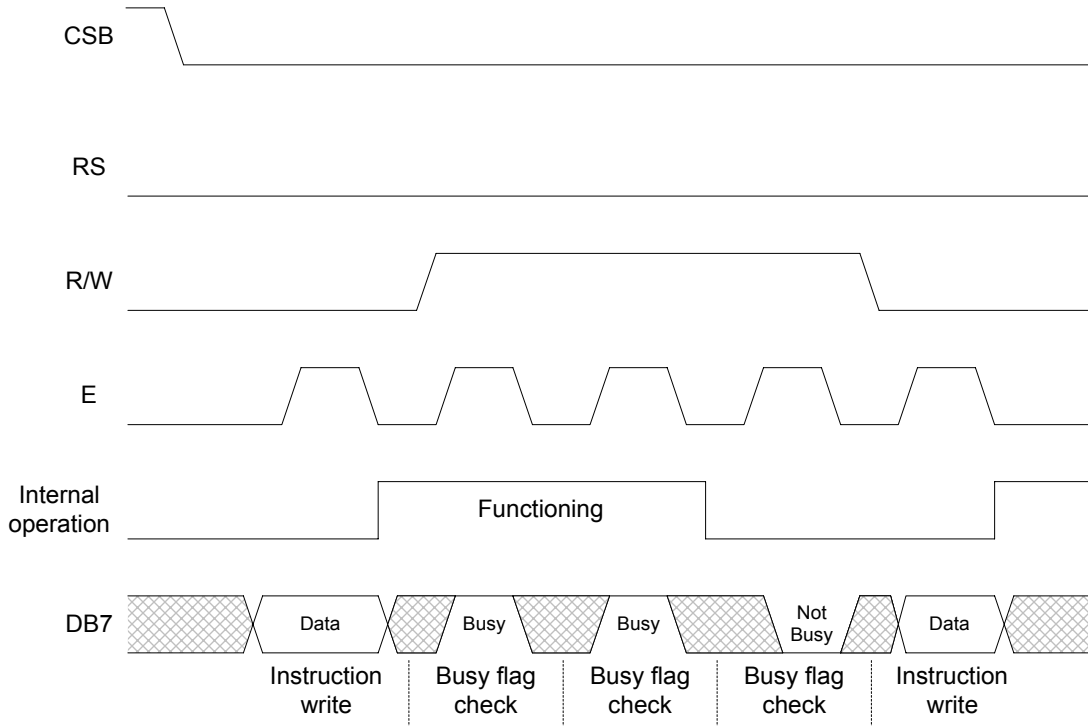 CSB
RS
R/W
E
Internal
operation
Functioning
DB7
Data
Busy
Busy
Not
Busy
Data
Instruction
write
Busy flag
check
Busy flag
check
Busy flag
check
Instruction
write